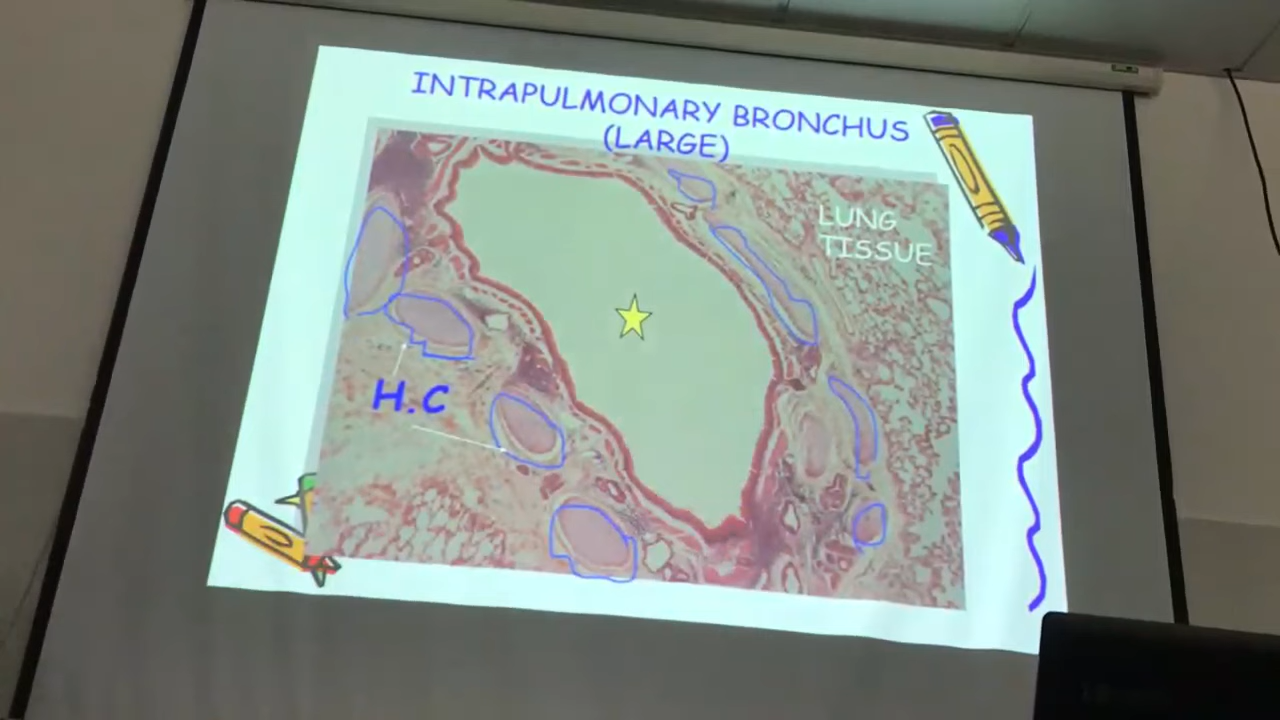 INTRAPULMONARY BRONCHUS
(LARGE)
LUNG
TISSUE
H.C